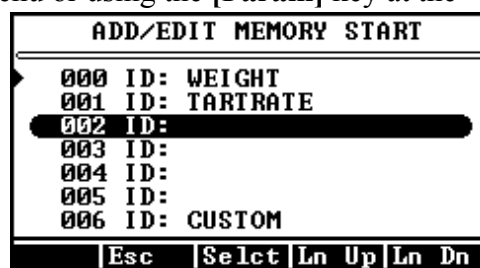 end or using the [Param] key at the
ADD/EDIT MEMORY START
000 ID: WEIGHT
001 ID: TARTRATE
002 ID:
003 ID:
004 ID:
005 ID:
006 ID: CUSTOM
Esc Selct Ln Up Ln Dn